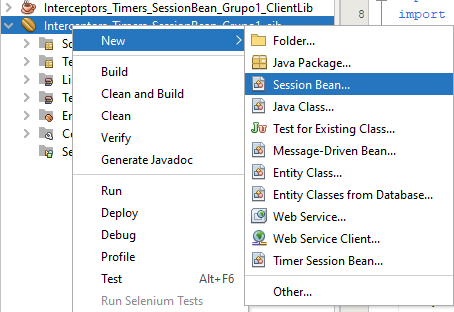 Interceptors_Timers_SessionBean_Grupo1_ClientLib
Interceptors_Timers_SessionBean_Grupo1_ejb
8
import
New
Build
Clean and Build
Clean
Verify
Generate Javadoc
Run
Deploy
Debug
Profile
Test Alt+F6
Run Selenium Tests
Folder...
Java Package...
Session Bean...
Java Class...
Test for Existing Class...
Message-Driven Bean...
Entity Class...
Entity Classes from Database...
Web Service...
Web Service Client...
Timer Session Bean...
Other...
So
Te
Li
Te
En
Co
Se